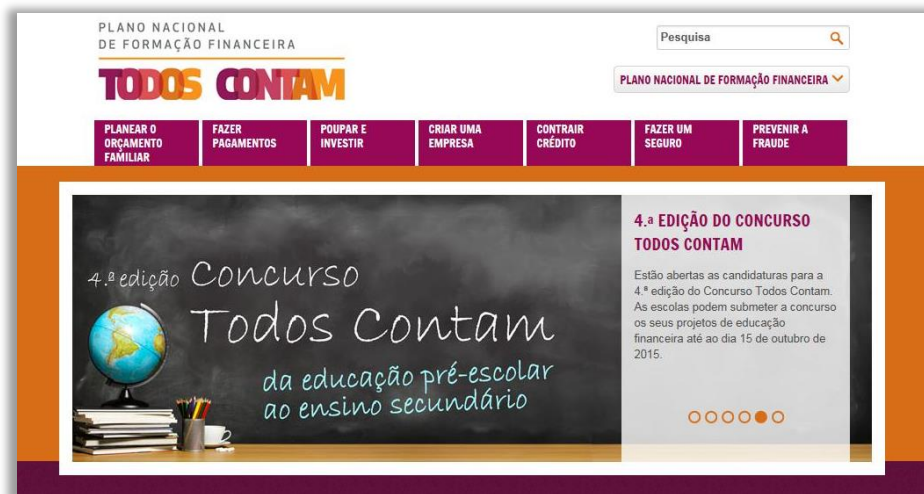 PLANO NACIONAL
DE FORMAÇÃO FINANCEIRA
TODOS CONTAM
Pesquisa
PLANO NACIONAL DE FORMAÇÃO FINANCEIRA
PLANEAR O
ORÇAMENTO
FAMILIAR
FAZER
PAGAMENTOS
POUPAR E
INVESTIR
CRIAR UMA
EMPRESA
CONTRAIR
CRÉDITO
FAZER UM
SEGURO
PREVENIR A
FRAUDE
4.ª edição Concurso
Todos Contam
da educação pré-escolar
ao ensino secundário
4.ª EDIÇÃO DO CONCURSO
TODOS CONTAM
Estão abertas as candidaturas para a
4.ª edição do Concurso Todos Contam.
As escolas podem submeter a concurso
os seus projetos de educação
financeira até ao dia 15 de outubro de
2015.